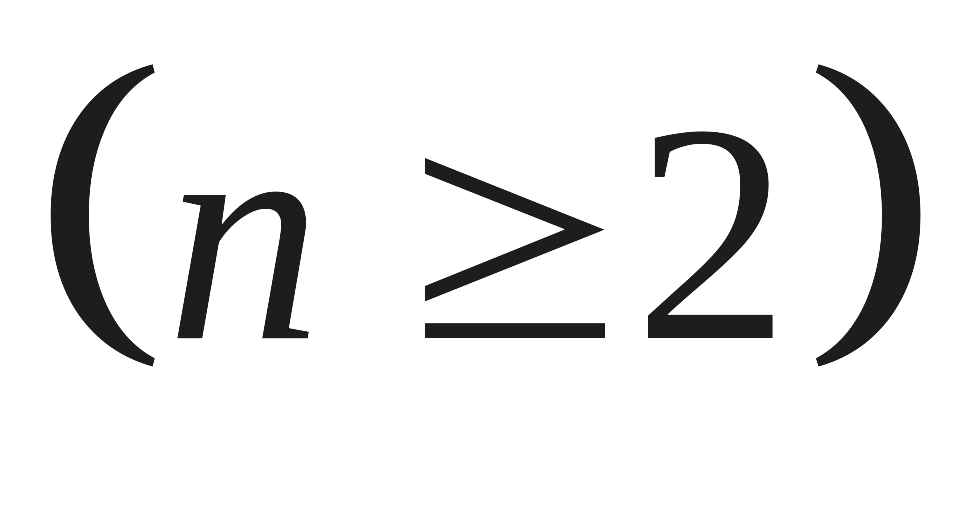 (n ≥2)